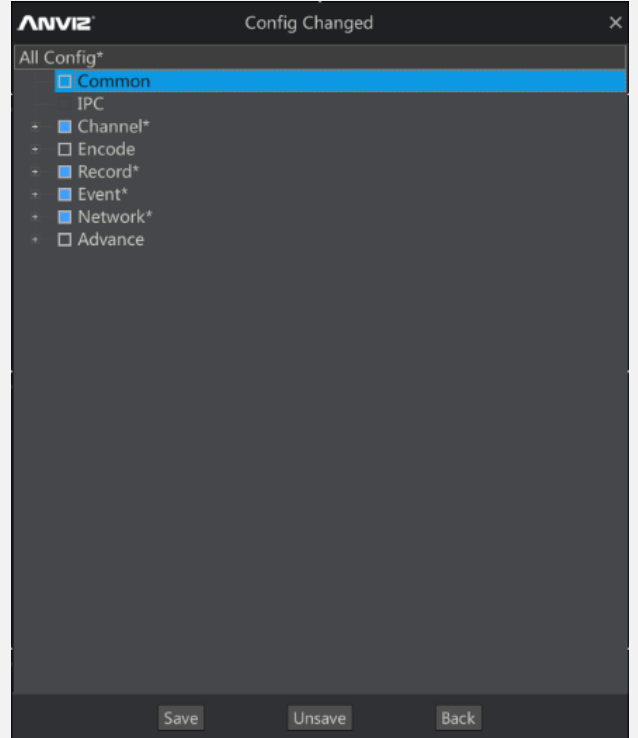 ANVIZ Config Changed ×
All Config*
Common
IPC
+ Channel*
+ Encode
+ Record*
+ Event*
+ Network*
+ Advance
Save Unsave Back